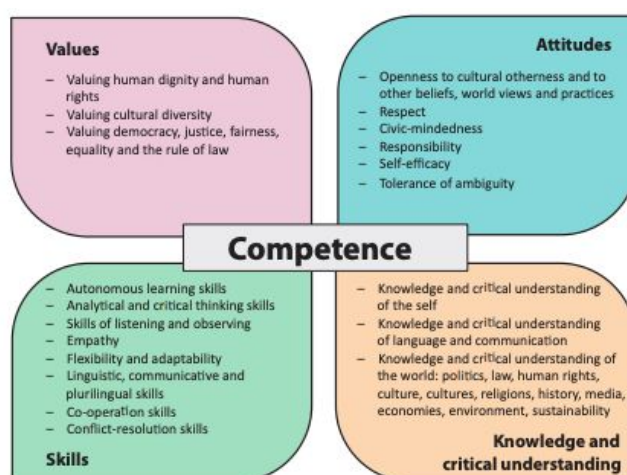 Values
– Valuing human dignity and human
rights
– Valuing cultural diversity
– Valuing democracy, justice, fairness,
equality and the rule of law
Attitudes
– Openness to cultural otherness and to
other beliefs, world views and practices
– Respect
– Civic-mindedness
– Responsibility
– Self-efficacy
– Tolerance of ambiguity
Competence
– Autonomous learning skills
– Analytical and critical thinking skills
– Skills of listening and observing
– Empathy
– Flexibility and adaptability
– Linguistic, communicative and
plurilingual skills
– Co-operation skills
– Conflict-resolution skills
Skills
– Knowledge and critical understanding
of the self
– Knowledge and critical understanding
of language and communication
– Knowledge and critical understanding of
the world: politics, law, human rights,
culture, cultures, religions, history, media,
economies, environment, sustainability
Knowledge and
critical understanding